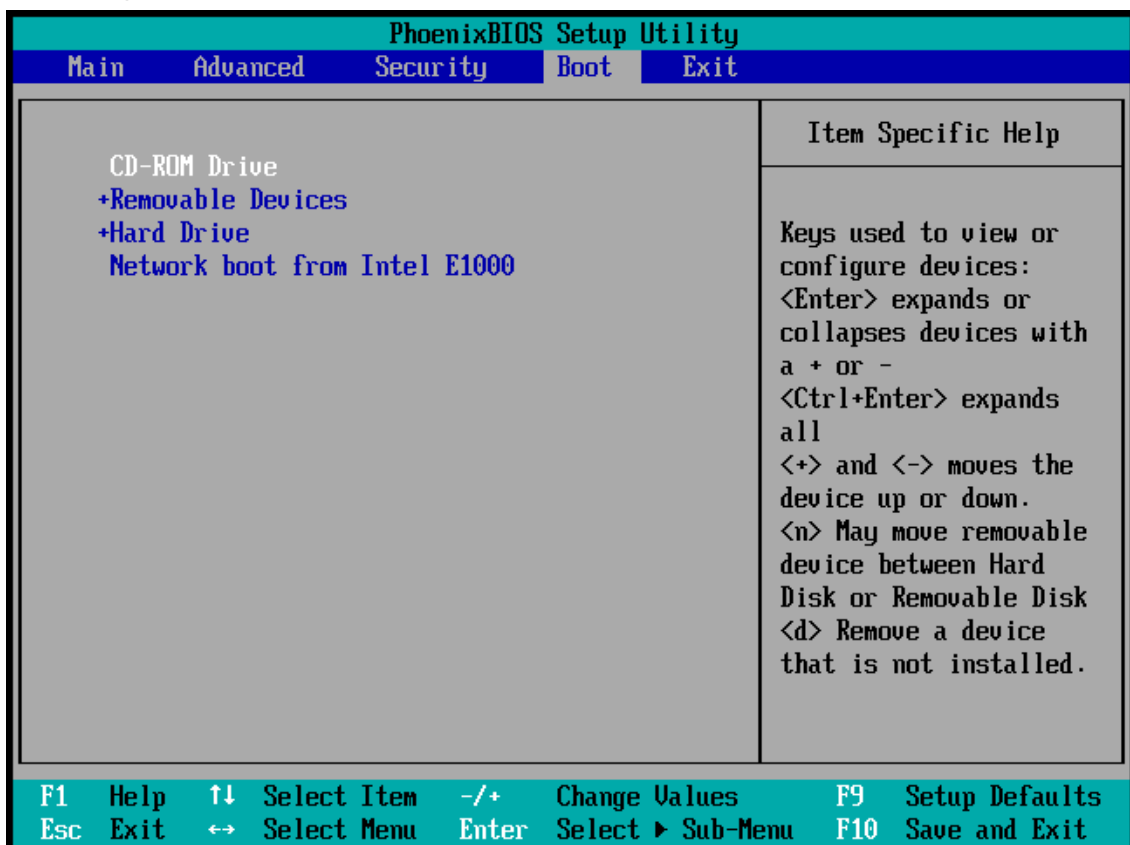 PhoenixBIOS Setup Utility
Main Advanced Security Boot Exit
CD-ROM Drive
+Removable Devices
+Hard Drive
Network boot from Intel E1000
Item Specific Help
Keys used to view or
configure devices:
<Enter> expands or
collapses devices with
a + or -
<Ctrl+Enter> expands
all
<+> and <-> moves the
device up or down.
<n> May move removable
device between Hard
Disk or Removable Disk
<d> Remove a device
that is not installed.
F1 Help ↑↓ Select Item -/+ Change Values F9 Setup Defaults
Esc Exit ↔ Select Menu Enter Select ▶ Sub-Menu F10 Save and Exit